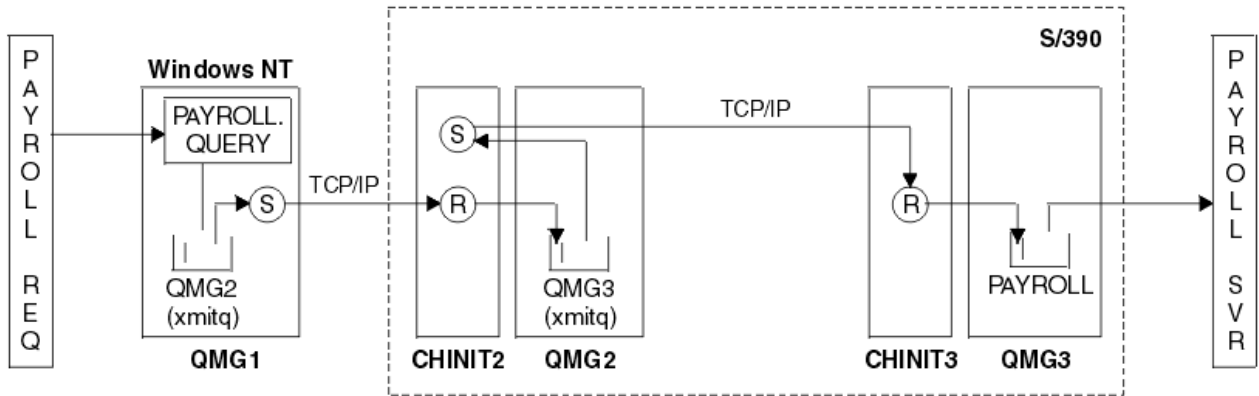 PAYROLL REQ
Windows NT
PAYROLL.
QUERY
S
QMG2
(xmitq)
QMG1
TCP/IP
S/390
S
R
CHINIT2
QMG3
(xmitq)
QMG2
TCP/IP
R
CHINIT3
PAYROLL
QMG3
PAYROLL SVR